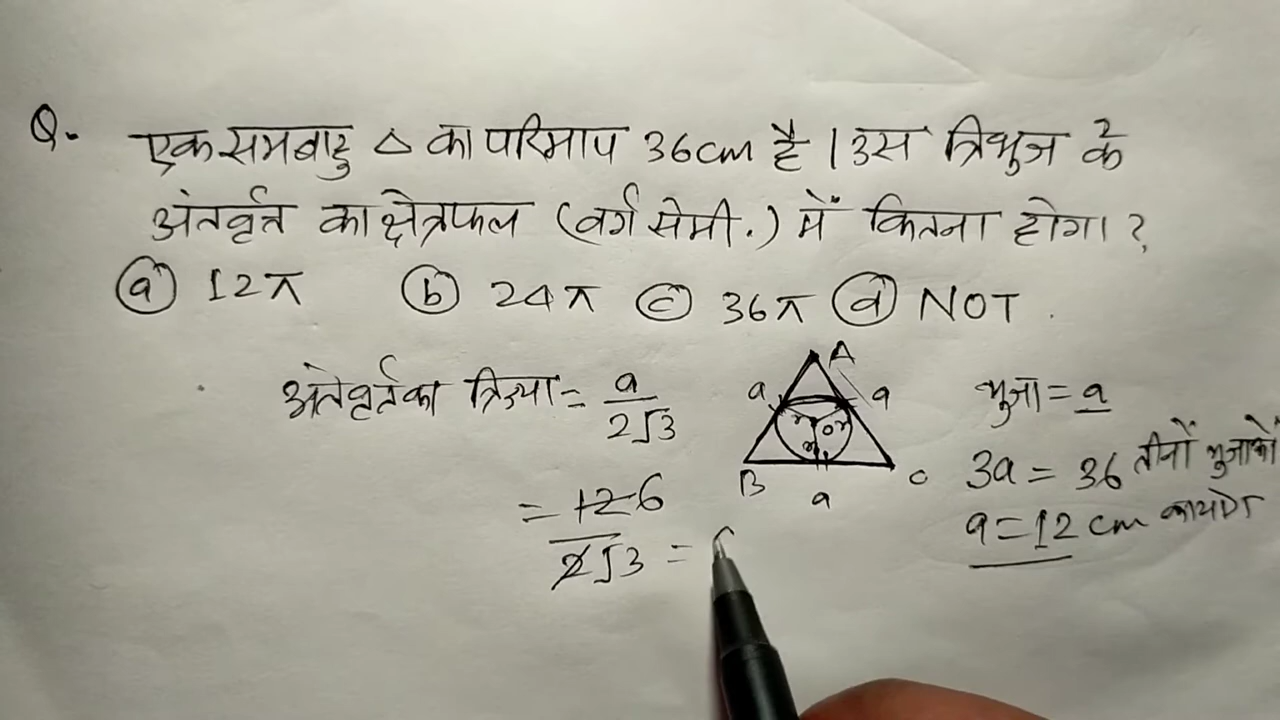 Q. एक समबाहु △ का परिमाप 36cm है। उस त्रिभुज के
अंतर्वृत्त का क्षेत्रफल (वर्ग सेमी.) में कितना होगा?
(a) 12π (b) 24π (c) 36π (d) NOT.
अंतर्वृत्त का त्रिज्या = a/2√3
= 12 6/2√3 =
A
a a
r r O
r
B C
a
भुजा = a
3a = 36 तीनों भुजाओं
a = 12 cm का योग